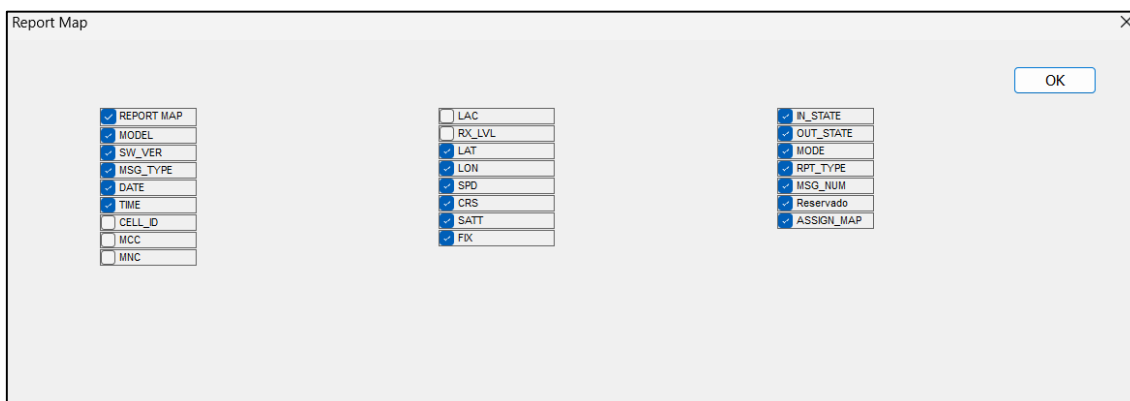 Report Map
OK
REPORT MAP
MODEL
SW_VER
MSG_TYPE
DATE
TIME
CELL_ID
MCC
MNC
LAC
RX_LVL
LAT
LON
SPD
CRS
SATT
FIX
IN_STATE
OUT_STATE
MODE
RPT_TYPE
MSG_NUM
Reservado
ASSIGN_MAP